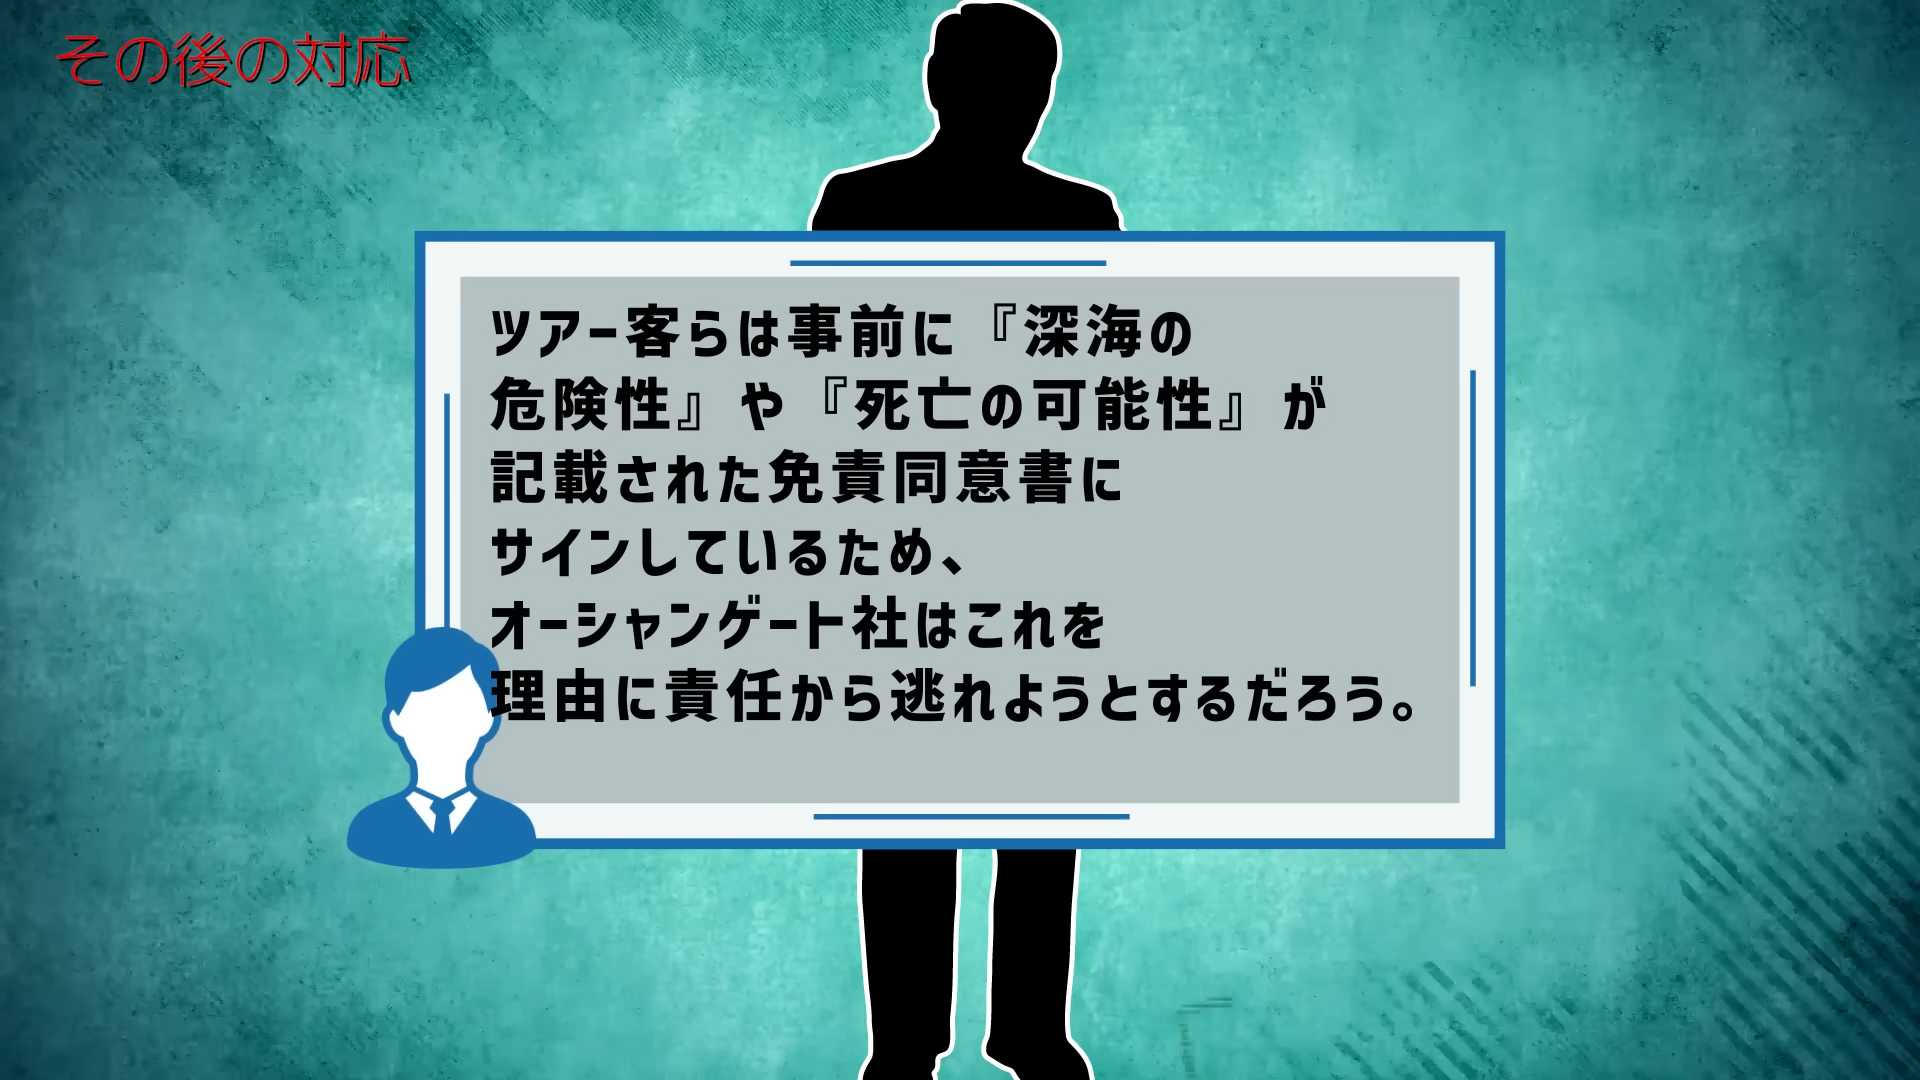 その後の対応
ツアー客らは事前に『深海の
危険性』や『死亡の可能性』が
記載された免責同意書に
サインしているため、
オーシャンゲート社はこれを
理由に責任から逃れようとするだろう。